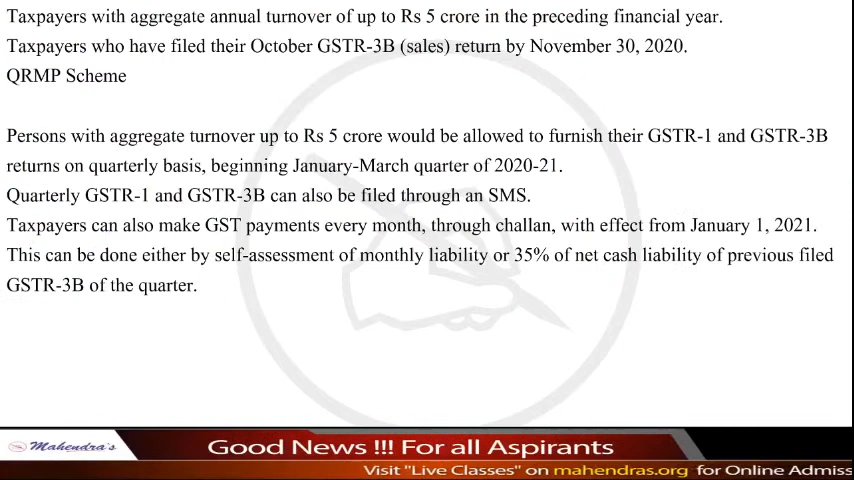 Taxpayers with aggregate annual turnover of up to Rs 5 crore in the preceding financial year.
Taxpayers who have filed their October GSTR-3B (sales) return by November 30, 2020.
QRMP Scheme
Persons with aggregate turnover up to Rs 5 crore would be allowed to furnish their GSTR-1 and GSTR-3B
returns on quarterly basis, beginning January-March quarter of 2020-21.
Quarterly GSTR-1 and GSTR-3B can also be filed through an SMS.
Taxpayers can also make GST payments every month, through challan, with effect from January 1, 2021.
This can be done either by self-assessment of monthly liability or 35% of net cash liability of previous filed
GSTR-3B of the quarter.
Mahendra's
Good News !!! For all Aspirants
Visit "Live Classes" on mahendras.org for Online Admiss